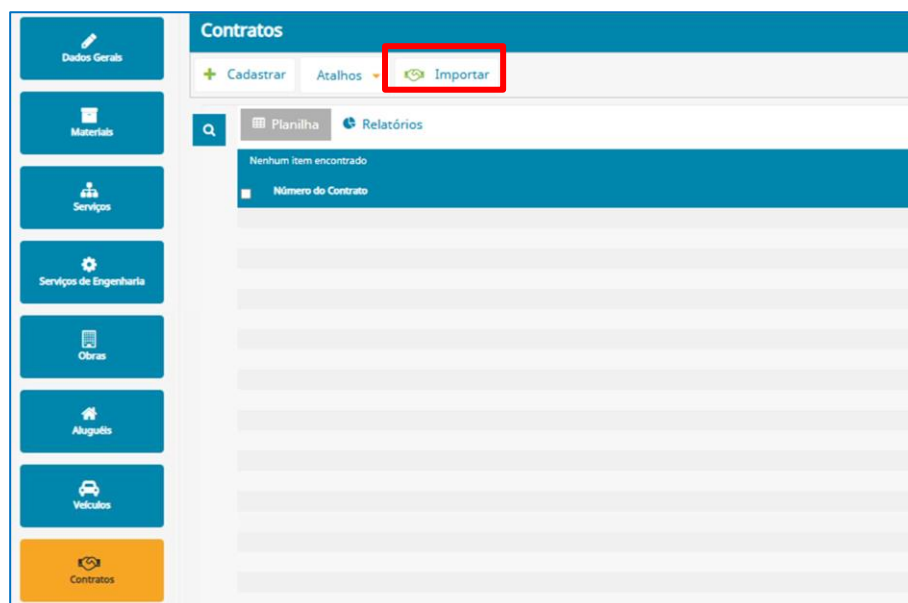 Dados Gerais
Materiais
Serviços
Serviços de Engenharia
Obras
Aluguéis
Veículos
Contratos
Contratos
Cadastrar
Atalhos
Importar
Planilha
Relatórios
Nenhum item encontrado
Número do Contrato